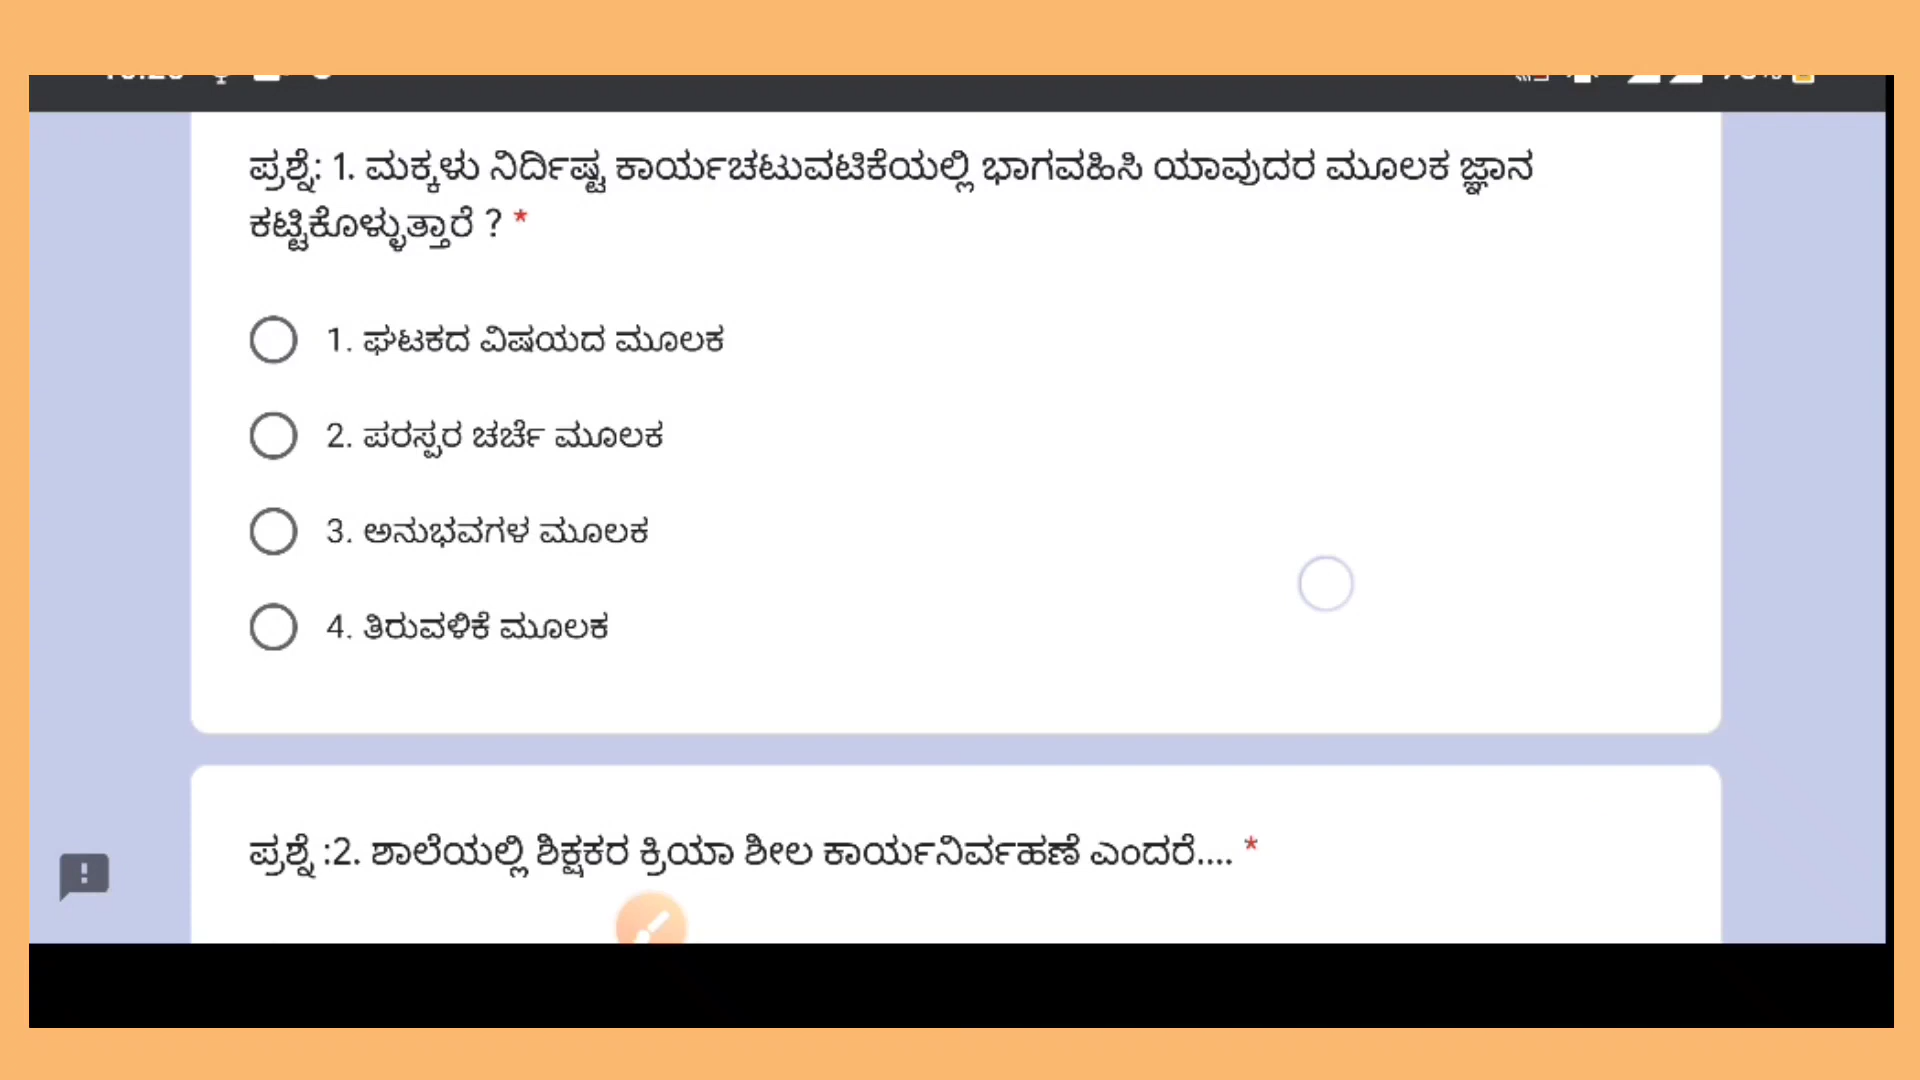 ಪ್ರಶ್ನೆ: 1. ಮಕ್ಕಳು ನಿರ್ದಿಷ್ಟ ಕಾರ್ಯಚಟುವಟಿಕೆಯಲ್ಲಿ ಭಾಗವಹಿಸಿ ಯಾವುದರ ಮೂಲಕ ಜ್ಞಾನ
ಕಟ್ಟಿಕೊಳ್ಳುತ್ತಾರೆ ? *
1. ಘಟಕದ ವಿಷಯದ ಮೂಲಕ
2. ಪರಸ್ಪರ ಚರ್ಚೆ ಮೂಲಕ
3. ಅನುಭವಗಳ ಮೂಲಕ
4. ತಿರುವಳಿಕೆ ಮೂಲಕ
ಪ್ರಶ್ನೆ :2. ಶಾಲೆಯಲ್ಲಿ ಶಿಕ್ಷಕರ ಕ್ರಿಯಾ ಶೀಲ ಕಾರ್ಯನಿರ್ವಹಣೆ ಎಂದರೆ.... *